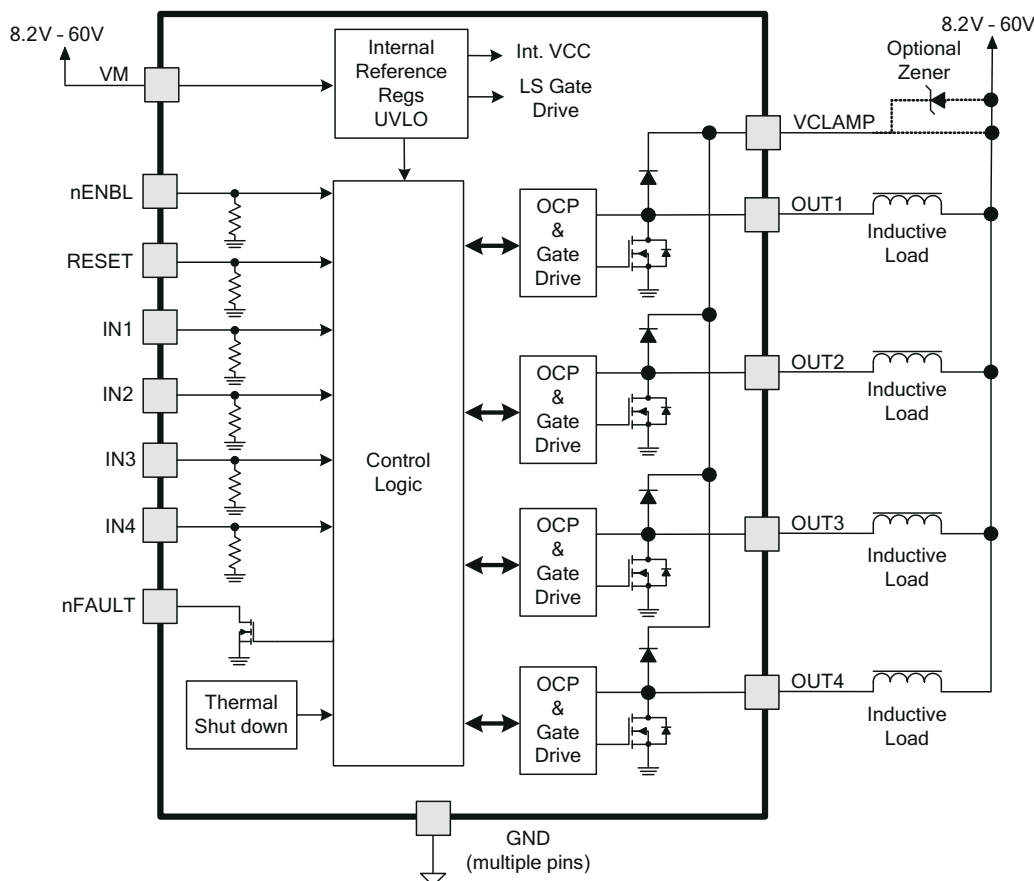 8.2V - 60V
VM
Internal
Reference
Regs
UVLO
Int. VCC
LS Gate
Drive
8.2V - 60V
Optional
Zener
VCLAMP
nENBL
RESET
IN1
IN2
IN3
IN4
nFAULT
Control
Logic
Thermal
Shut down
OCP
&
Gate
Drive
OUT1
Inductive
Load
OCP
&
Gate
Drive
OUT2
Inductive
Load
OCP
&
Gate
Drive
OUT3
Inductive
Load
OCP
&
Gate
Drive
OUT4
Inductive
Load
GND
(multiple pins)